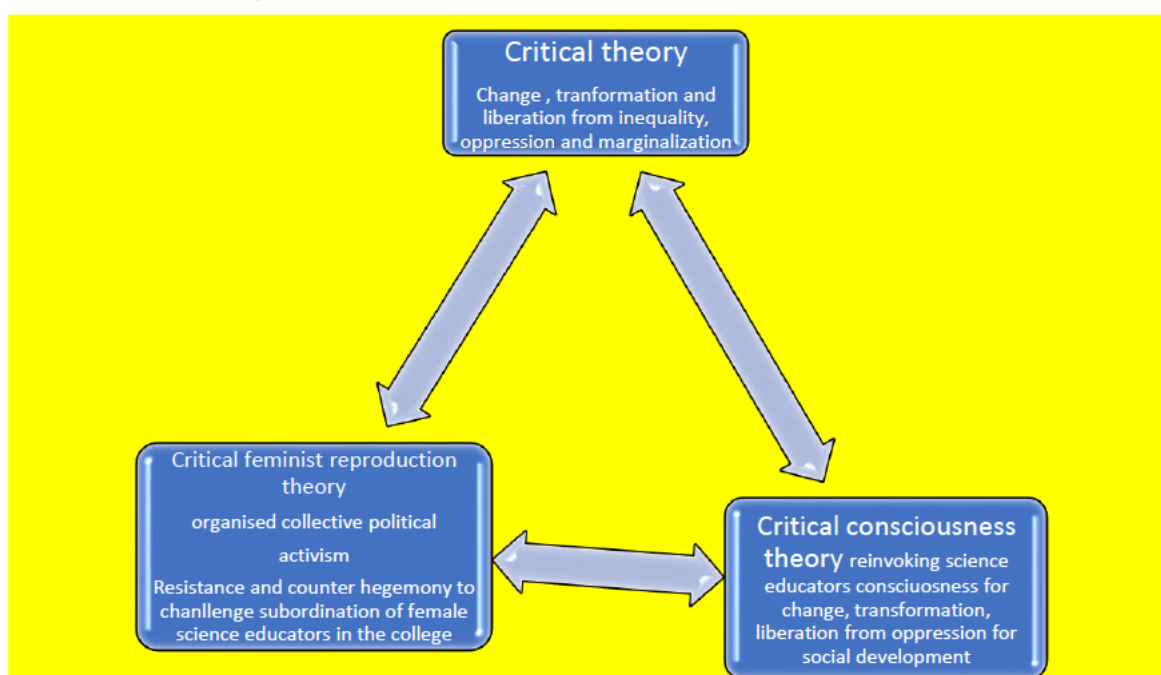 Critical theory
Change , tranformation and
liberation from inequality,
oppression and marginalization
Critical feminist reproduction
theory
organised collective political
activism
Resistance and counter hegemony to
chanllenge subordination of female
science educators in the college
Critical consciousness
theory reinvoking science
educators consciuosness for
change, transformation,
liberation from oppression for
social development